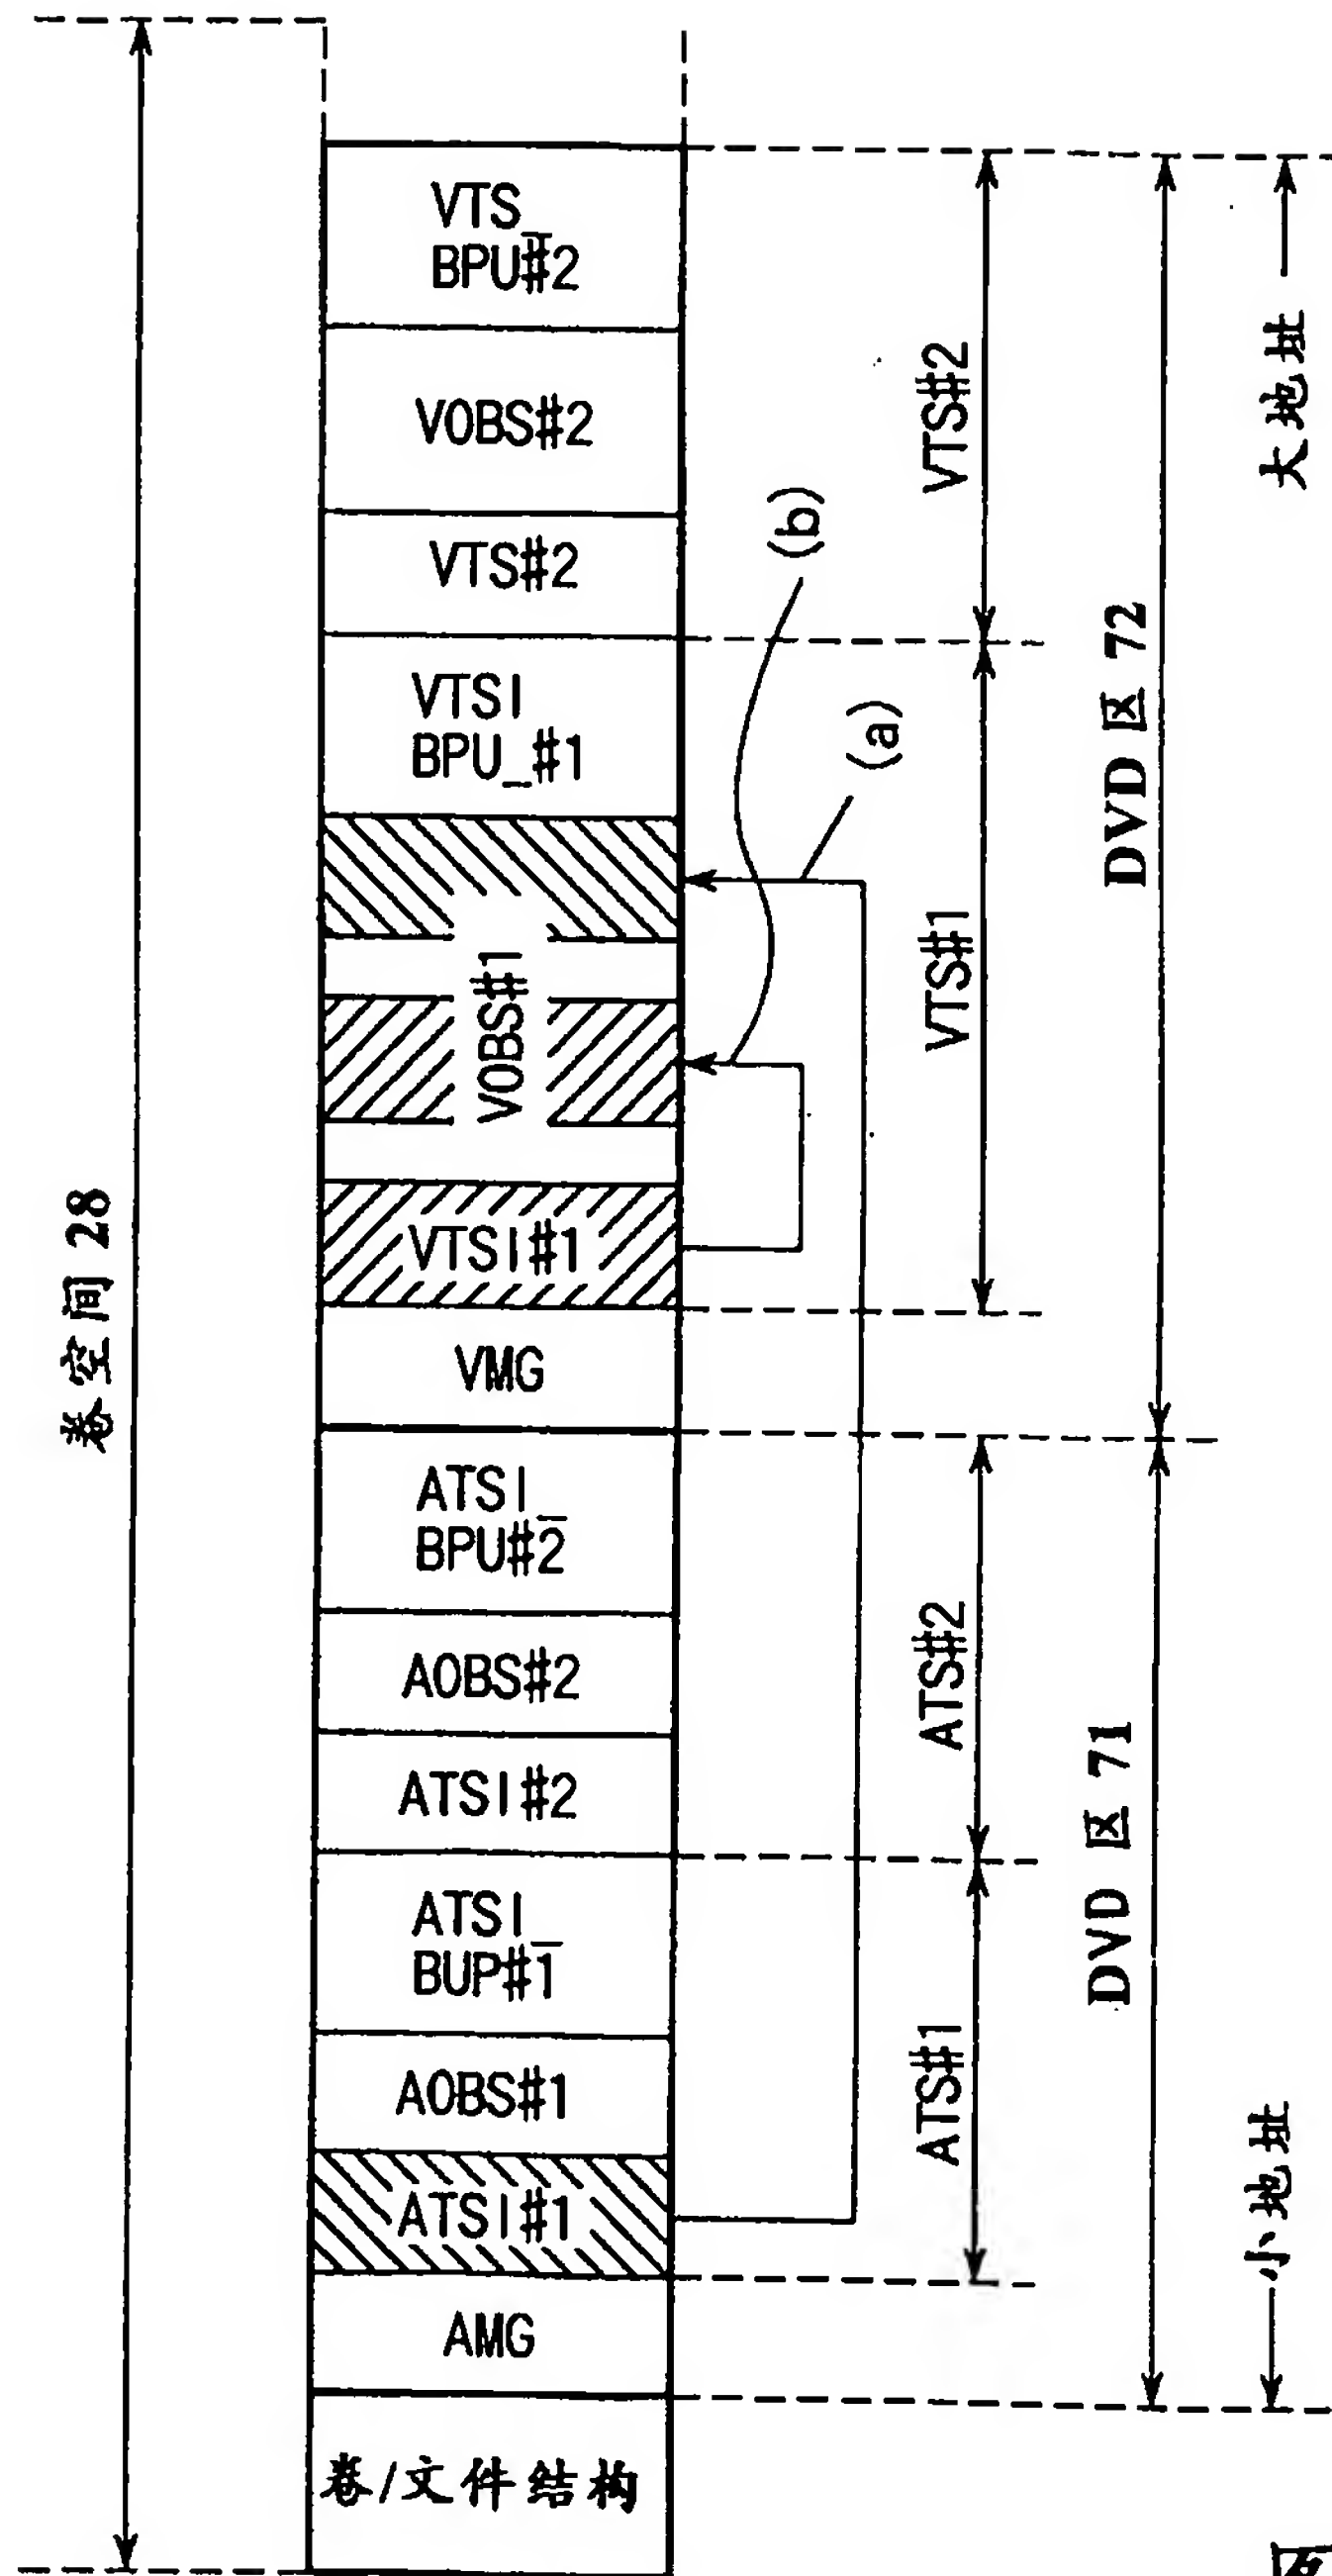 卷空间 28
VTS_
BPU#2
VOBS#2
VTS#2
VTSI
BPU_#1
VOBS#1
VTSI#1
VMG
ATSI_
BPU#2
AOBS#2
ATSI#2
ATSI_
BUP#1
AOBS#1
ATSI#1
AMG
卷/文件结构
(b)
(a)
VTS#2
VTS#1
ATS#2
ATS#1
DVD 区 72
DVD 区 71
大地址
小地址